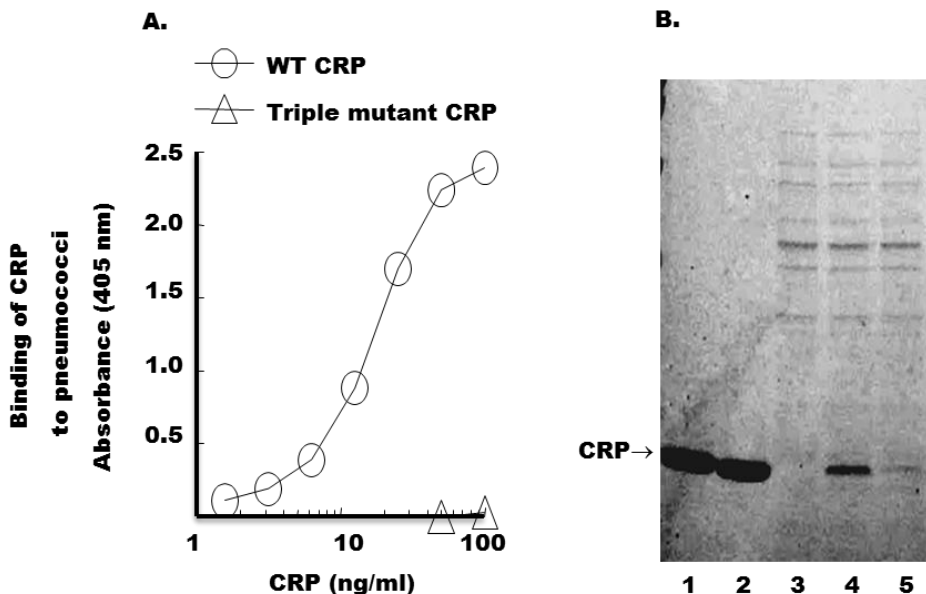 A.
WT CRP
Triple mutant CRP
Binding of CRP
to pneumococci
Absorbance (405 nm)
2.5
2.0
1.5
1.0
0.5
1
10
100
CRP (ng/ml)
B.
CRP→
1 2 3 4 5